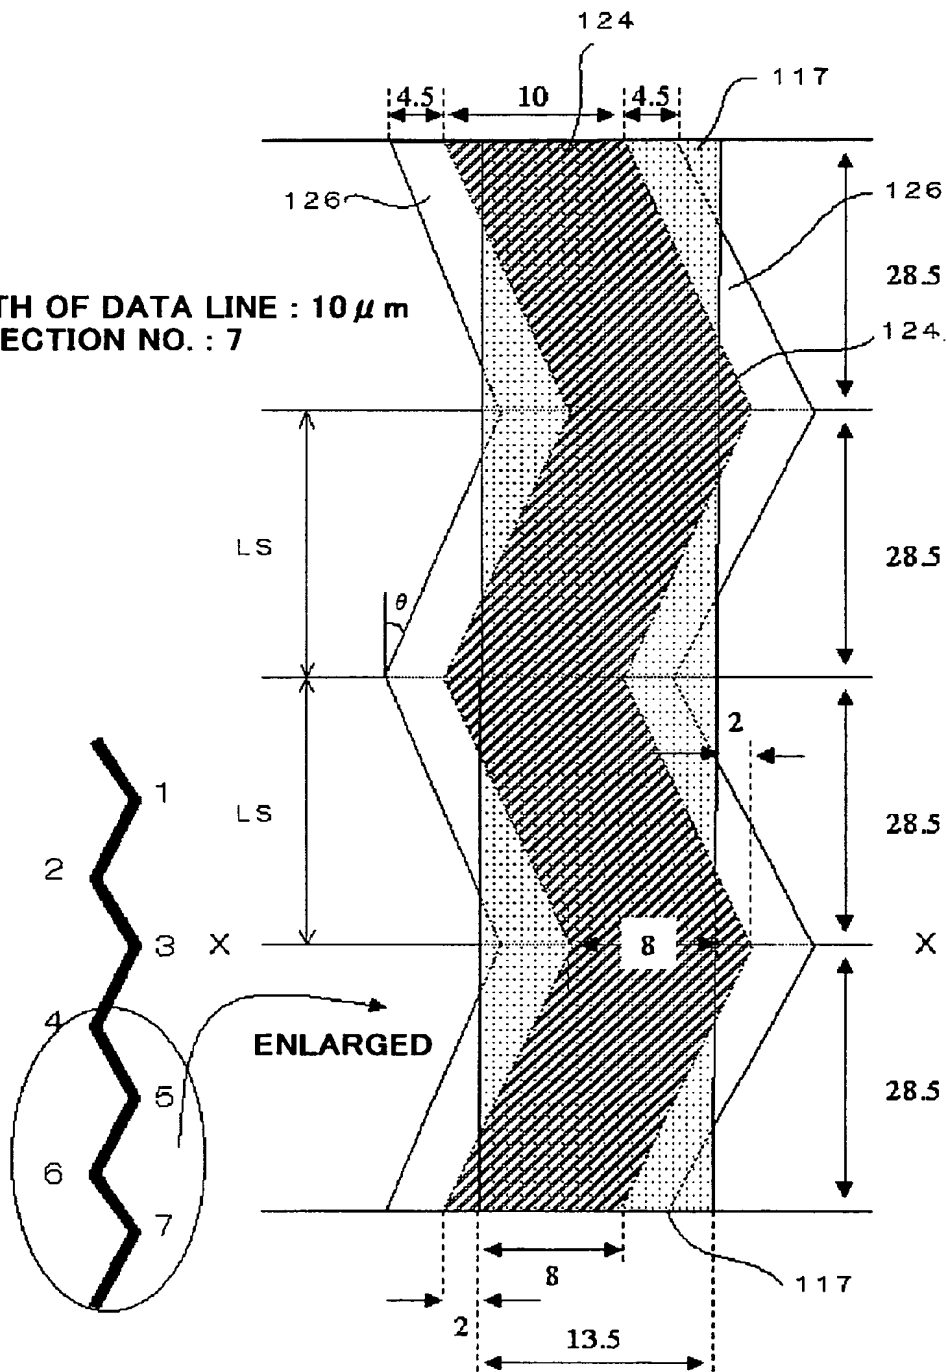 124
117
4.5 10 4.5
126
126
28.5
TH OF DATA LINE : 10 μ m
ECTION NO. : 7
124
LS
28.5
θ
2
1
LS
28.5
2
3 X
8
X
4
ENLARGED
5
28.5
6
7
8
117
2
13.5